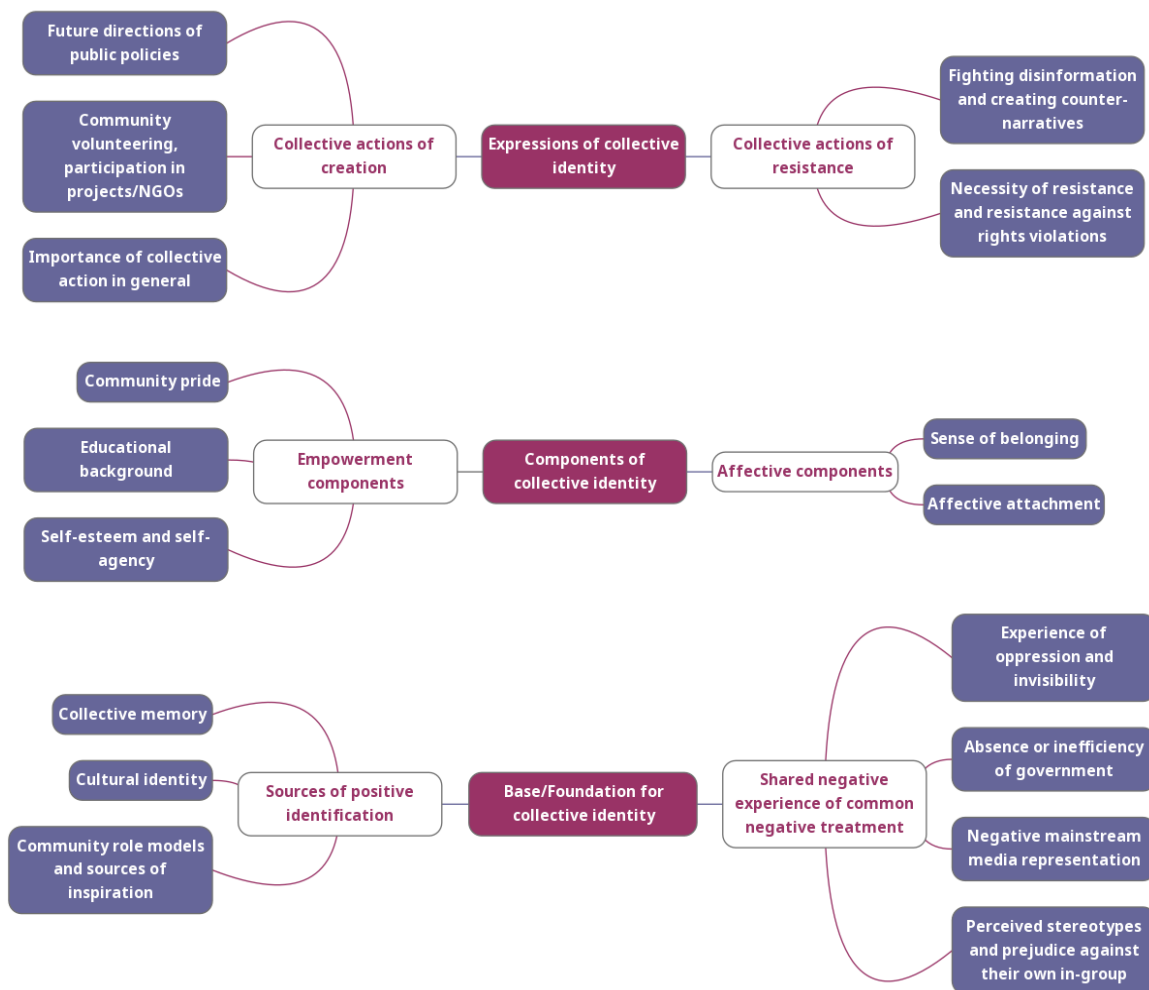 Future directions of
public policies
Community
volunteering,
participation in
projects/NGOs
Importance of collective
action in general
Collective actions of
creation
Expressions of collective
identity
Collective actions of
resistance
Fighting disinformation
and creating counter-
narratives
Necessity of resistance
and resistance against
rights violations
Community pride
Educational
background
Self-esteem and self-
agency
Empowerment
components
Components of
collective identity
Affective components
Sense of belonging
Affective attachment
Collective memory
Cultural identity
Community role models
and sources of
inspiration
Sources of positive
identification
Base/Foundation for
collective identity
Shared negative
experience of common
negative treatment
Experience of
oppression and
invisibility
Absence or inefficiency
of government
Negative mainstream
media representation
Perceived stereotypes
and prejudice against
their own in-group